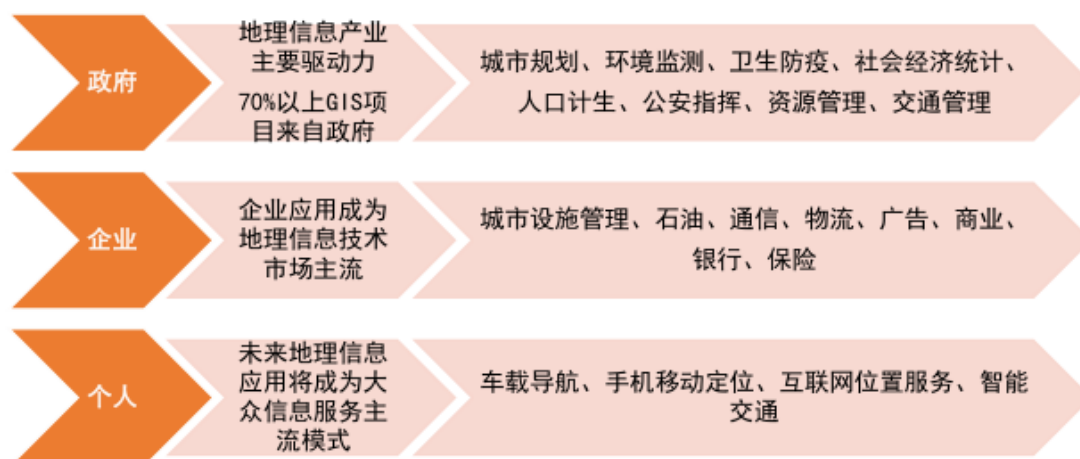 政府
地理信息产业
主要驱动力
70%以上GIS项
目来自政府
城市规划、环境监测、卫生防疫、社会经济统计、
人口计生、公安指挥、资源管理、交通管理
企业
企业应用成为
地理信息技术
市场主流
城市设施管理、石油、通信、物流、广告、商业、
银行、保险
个人
未来地理信息
应用将成为大
众信息服务主
流模式
车载导航、手机移动定位、互联网位置服务、智能
交通